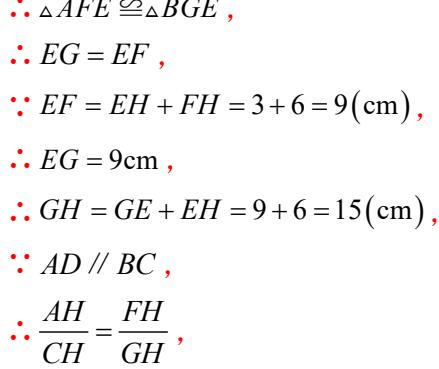 ∴ △AFE ≌ △BGE ,
∴ EG = EF ,
∵ EF = EH + FH = 3 + 6 = 9(cm) ,
∴ EG = 9cm ,
∴ GH = GE + EH = 9 + 6 = 15(cm) ,
∵ AD // BC ,
∴ AH/CH = FH/GH ,